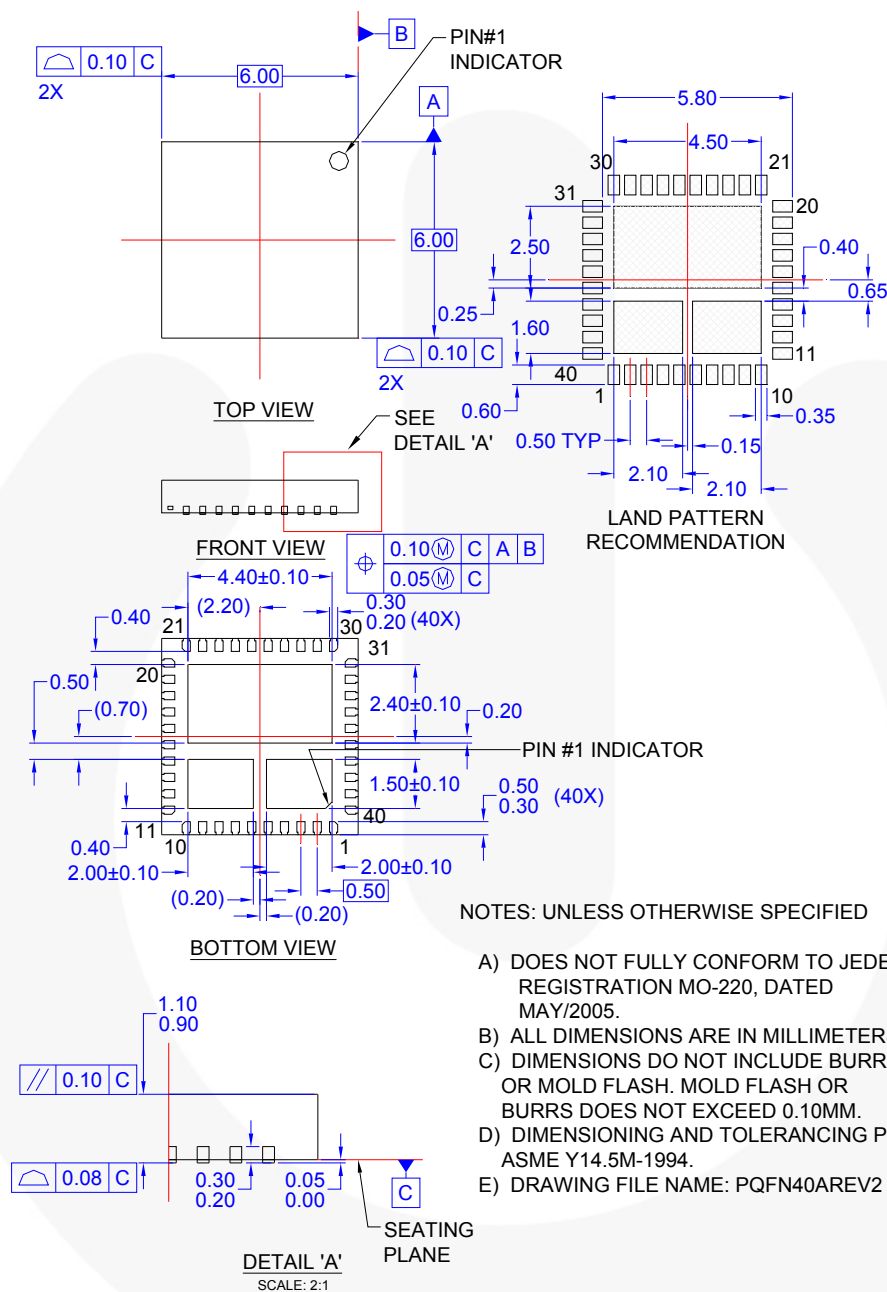 B
PIN#1
INDICATOR
0.10 C
2X
6.00
A
6.00
0.10 C
2X
TOP VIEW
5.80
4.50
30
21
31
20
2.50
0.40
0.65
0.25
1.60
40
11
1
10
0.60
0.35
0.50 TYP
0.15
2.10
2.10
LAND PATTERN
RECOMMENDATION
SEE
DETAIL 'A'
FRONT VIEW
0.10Ⓜ C A B
0.05Ⓜ C
4.40±0.10
(2.20)
0.30
0.20 (40X)
0.40
21
30
31
20
0.50
(0.70)
2.40±0.10
0.20
PIN #1 INDICATOR
1.50±0.10
0.50
0.30 (40X)
40
11
10
1
0.40
2.00±0.10
2.00±0.10
0.50
(0.20)
(0.20)
BOTTOM VIEW
NOTES: UNLESS OTHERWISE SPECIFIED
A) DOES NOT FULLY CONFORM TO JEDE
REGISTRATION MO-220, DATED
MAY/2005.
B) ALL DIMENSIONS ARE IN MILLIMETER
C) DIMENSIONS DO NOT INCLUDE BURR
OR MOLD FLASH. MOLD FLASH OR
BURRS DOES NOT EXCEED 0.10MM.
D) DIMENSIONING AND TOLERANCING P
ASME Y14.5M-1994.
E) DRAWING FILE NAME: PQFN40AREV2
1.10
0.90
// 0.10 C
0.08 C
0.30
0.20
0.05
0.00
C
SEATING
PLANE
DETAIL 'A'
SCALE: 2:1